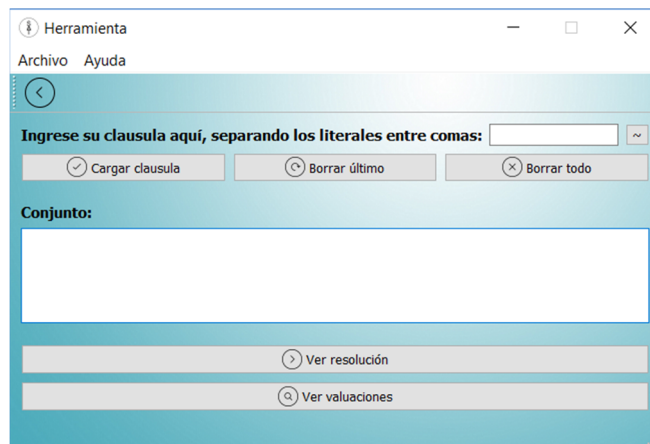 Herramienta
Archivo Ayuda
Ingrese su clausula aquí, separando los literales entre comas: ~
Cargar clausula Borrar último Borrar todo
Conjunto:
Ver resolución
Ver valuaciones